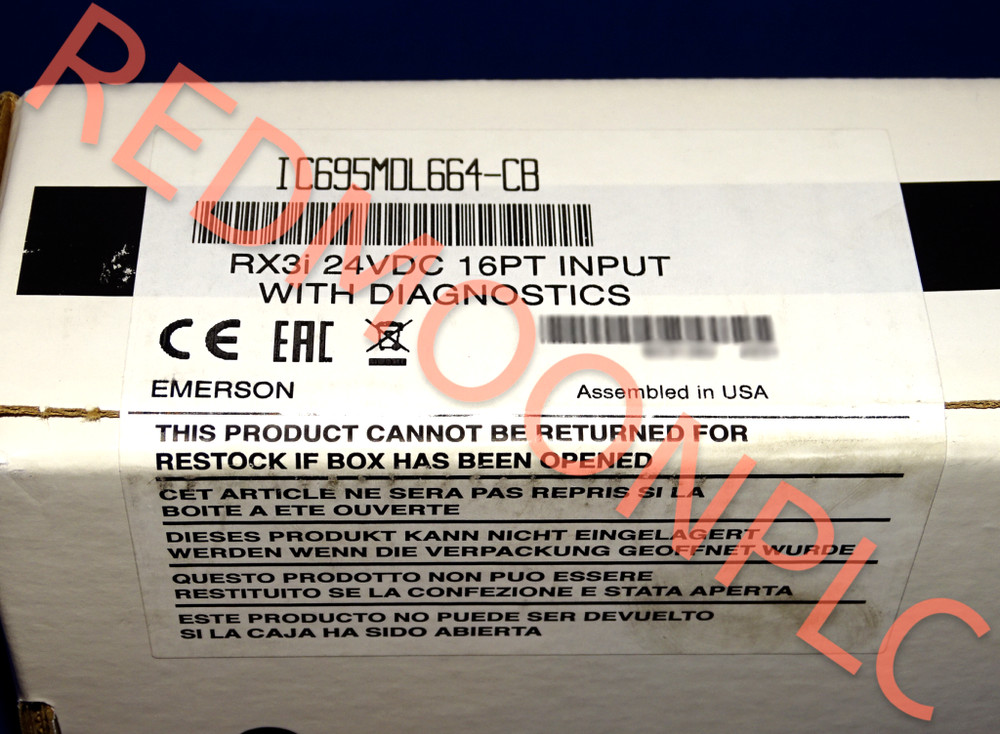 IC695MDL664-CB
RX3i 24VDC 16PT INPUT
WITH DIAGNOSTICS
CE EAC
EMERSON
Assembled in USA
THIS PRODUCT CANNOT BE RETURNED FOR
RESTOCK IF BOX HAS BEEN OPENED
CET ARTICLE NE SERA PAS REPRIS SI LA
BOITE A ETE OUVERTE
DIESES PRODUKT KANN NICHT EINGELAGERT
WERDEN WENN DIE VERPACKUNG GEOFFNET WURDE
QUESTO PRODOTTO NON PUO ESSERE
RESTITUITO SE LA CONFEZIONE E STATA APERTA
ESTE PRODUCTO NO PUEDE SER DEVUELTO
SI LA CAJA HA SIDO ABIERTA
REDMOONPLC